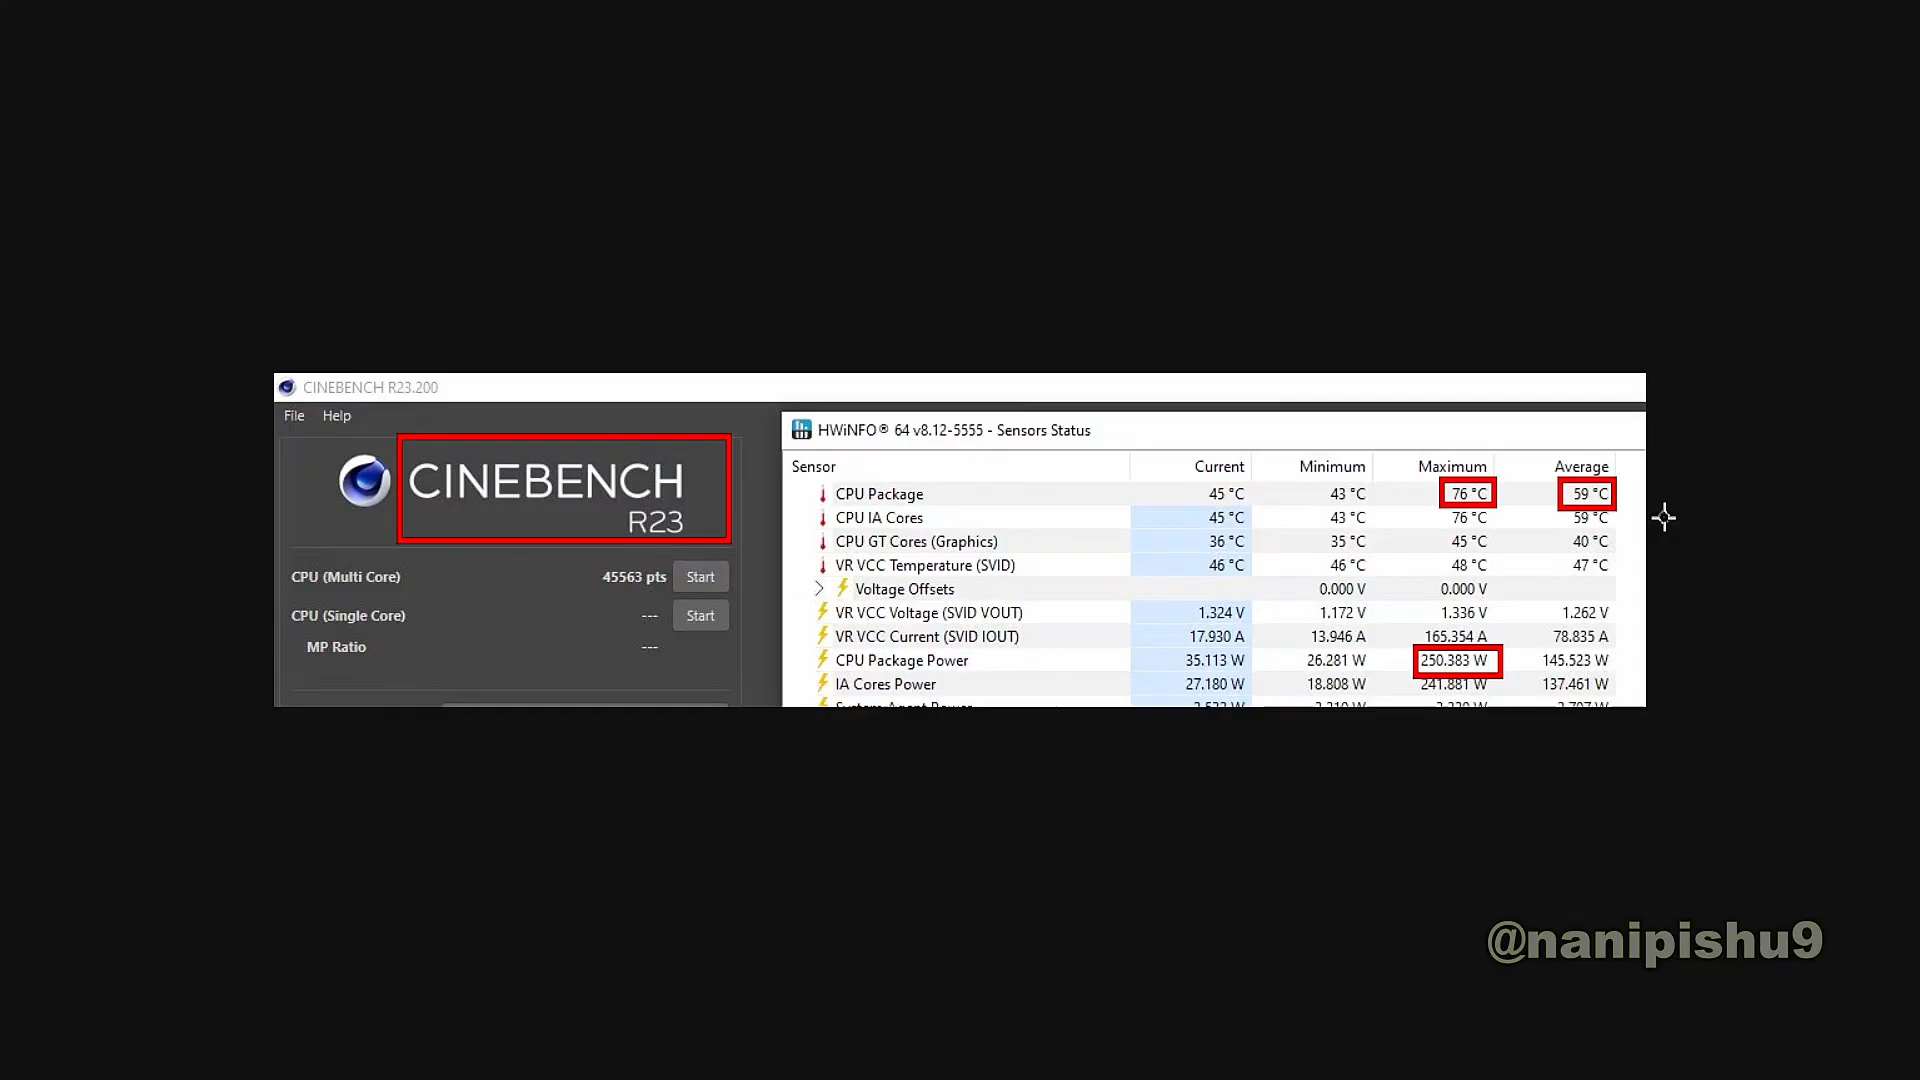 CINEBENCH R23.200
File Help
CINEBENCH
R23
CPU (Multi Core) 45563 pts Start
CPU (Single Core) --- Start
MP Ratio ---
HWiNFO® 64 v8.12-5555 - Sensors Status
Sensor Current Minimum Maximum Average
CPU Package 45 °C 43 °C 76 °C 59 °C
CPU IA Cores 45 °C 43 °C 76 °C 59 °C
CPU GT Cores (Graphics) 36 °C 35 °C 45 °C 40 °C
VR VCC Temperature (SVID) 46 °C 46 °C 48 °C 47 °C
Voltage Offsets 0.000 V 0.000 V
VR VCC Voltage (SVID VOUT) 1.324 V 1.172 V 1.336 V 1.262 V
VR VCC Current (SVID IOUT) 17.930 A 13.946 A 165.354 A 78.835 A
CPU Package Power 35.113 W 26.281 W 250.383 W 145.523 W
IA Cores Power 27.180 W 18.808 W 241.881 W 137.461 W
System Agent Power
@nanipishu9